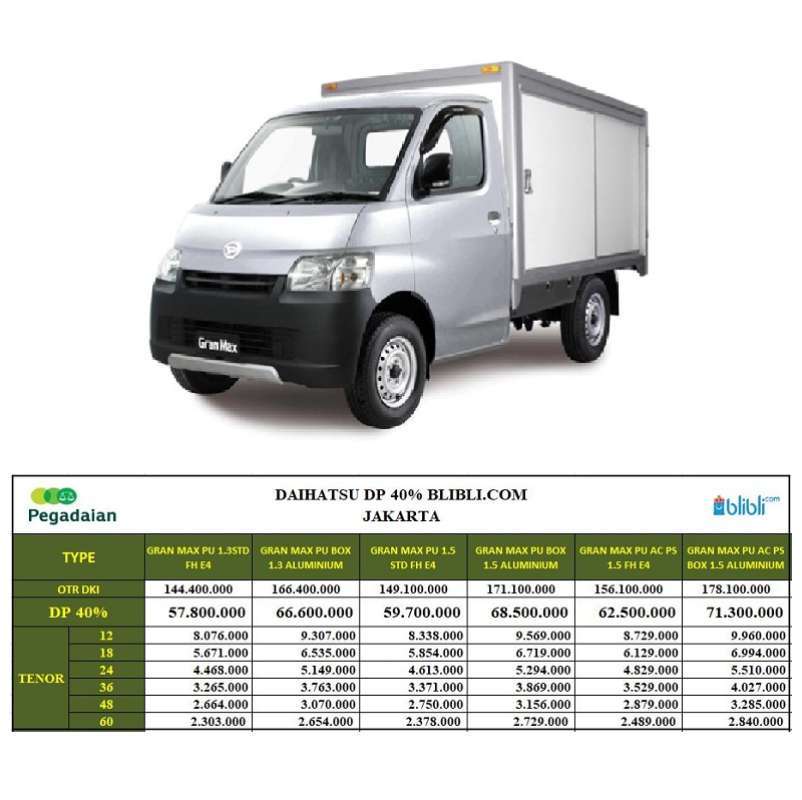 Gran Max
Pegadaian
DAIHATSU DP 40% BLIBLI.COM
JAKARTA
blibli.com
TYPE GRAN MAX PU 1.3STD FH E4 GRAN MAX PU BOX 1.3 ALUMINIUM GRAN MAX PU 1.5 STD FH E4 GRAN MAX PU BOX 1.5 ALUMINIUM GRAN MAX PU AC PS 1.5 FH E4 GRAN MAX PU AC PS BOX 1.5 ALUMINIUM
OTR DKI 144.400.000 166.400.000 149.100.000 171.100.000 156.100.000 178.100.000
DP 40% 57.800.000 66.600.000 59.700.000 68.500.000 62.500.000 71.300.000
TENOR
12 8.076.000 9.307.000 8.338.000 9.569.000 8.729.000 9.960.000
18 5.671.000 6.535.000 5.854.000 6.719.000 6.129.000 6.994.000
24 4.468.000 5.149.000 4.613.000 5.294.000 4.829.000 5.510.000
36 3.265.000 3.763.000 3.371.000 3.869.000 3.529.000 4.027.000
48 2.664.000 3.070.000 2.750.000 3.156.000 2.879.000 3.285.000
60 2.303.000 2.654.000 2.378.000 2.729.000 2.489.000 2.840.000